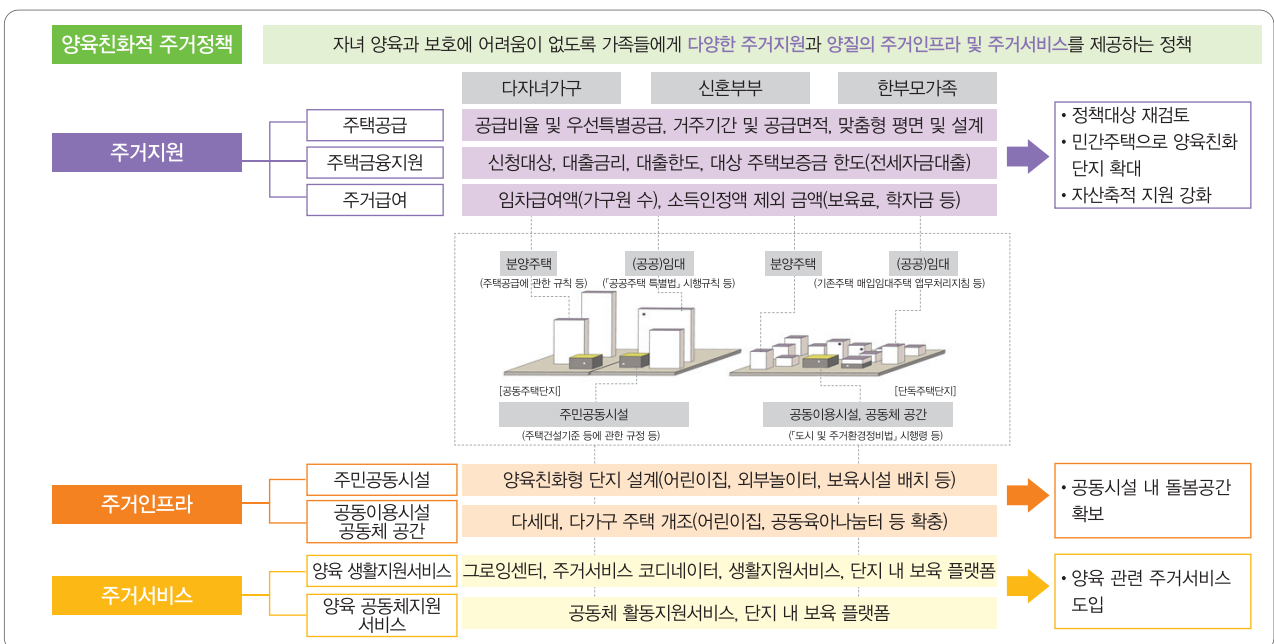 양육친화적 주거정책
자녀 양육과 보호에 어려움이 없도록 가족들에게 다양한 주거지원과 양질의 주거인프라 및 주거서비스를 제공하는 정책
다자녀가구
신혼부부
한부모가족
주거지원
주택공급
공급비율 및 우선특별공급, 거주기간 및 공급면적, 맞춤형 평면 및 설계
주택금융지원
신청대상, 대출금리, 대출한도, 대상 주택보증금 한도(전세자금대출)
주거급여
임차급여액(가구원 수), 소득인정액 제외 금액(보육료, 학자금 등)
• 정책대상 재검토
• 민간주택으로 양육친화
단지 확대
• 자산축적 지원 강화
분양주택
(주택공급에 관한 규칙 등)
(공공)임대
(「공공주택 특별법」 시행규칙 등)
분양주택
(공공)임대
(기존주택 매입임대주택 업무처리지침 등)
[공동주택단지]
[단독주택단지]
주민공동시설
(주택건설기준 등에 관한 규정 등)
공동이용시설, 공동체 공간
(「도시 및 주거환경정비법」 시행령 등)
주거인프라
주민공동시설
양육친화형 단지 설계(어린이집, 외부놀이터, 보육시설 배치 등)
공동이용시설
공동체 공간
다세대, 다가구 주택 개조(어린이집, 공동육아나눔터 등 확충)
• 공동시설 내 돌봄공간
확보
주거서비스
양육 생활지원서비스
그로잉센터, 주거서비스 코디네이터, 생활지원서비스, 단지 내 보육 플랫폼
양육 공동체지원
서비스
공동체 활동지원서비스, 단지 내 보육 플랫폼
• 양육 관련 주거서비스
도입